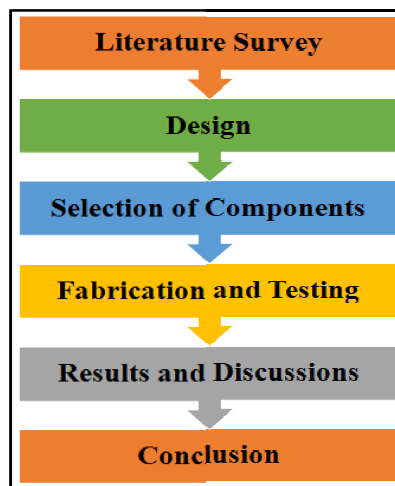 Literature Survey
Design
Selection of Components
Fabrication and Testing
Results and Discussions
Conclusion